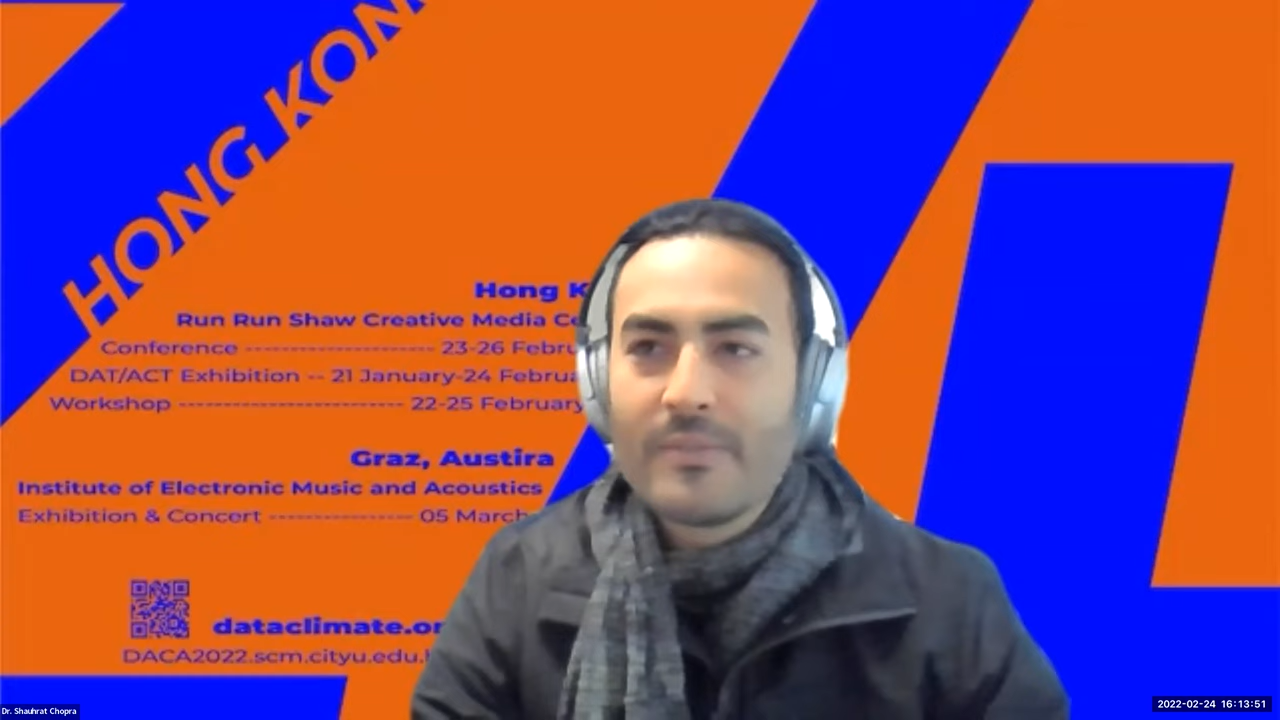 HONG KON
Hong K
Run Run Shaw Creative Media Ce
Conference -------------------- 23-26 Febru
DAT/ACT Exhibition -- 21 January-24 Februa
Workshop ------------------------ 22-25 February
Graz, Austira
Institute of Electronic Music and Acoustics
Exhibition & Concert ---------------- 05 March
dataclimate.or
DACA2022.scm.cityu.edu.h
Dr. Shauhrat Chopra
2022-02-24 16:13:51